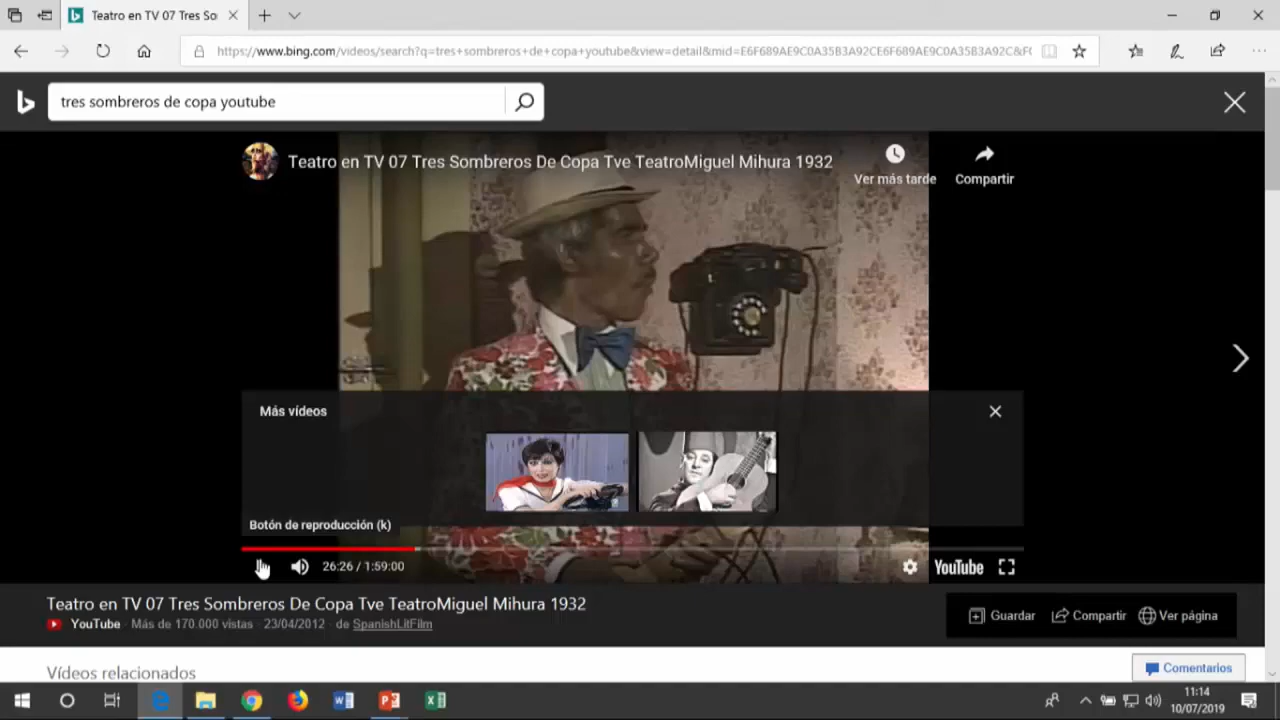 Teatro en TV 07 Tres So
https://www.bing.com/videos/search?q=tres+sombreros+de+copa+youtube&view=detail&mid=E6F689AE9C0A35B3A92CE6F689AE9C0A35B3A92C&FC
tres sombreros de copa youtube
Teatro en TV 07 Tres Sombreros De Copa Tve TeatroMiguel Mihura 1932
Ver más tarde
Compartir
Más vídeos
Botón de reproducción (k)
26:26 / 1:59:00
YouTube
Teatro en TV 07 Tres Sombreros De Copa Tve TeatroMiguel Mihura 1932
YouTube · Más de 170.000 vistas · 23/04/2012 · de SpanishLitFilm
Guardar
Compartir
Ver página
Vídeos relacionados
Comentarios
11:14
10/07/2019